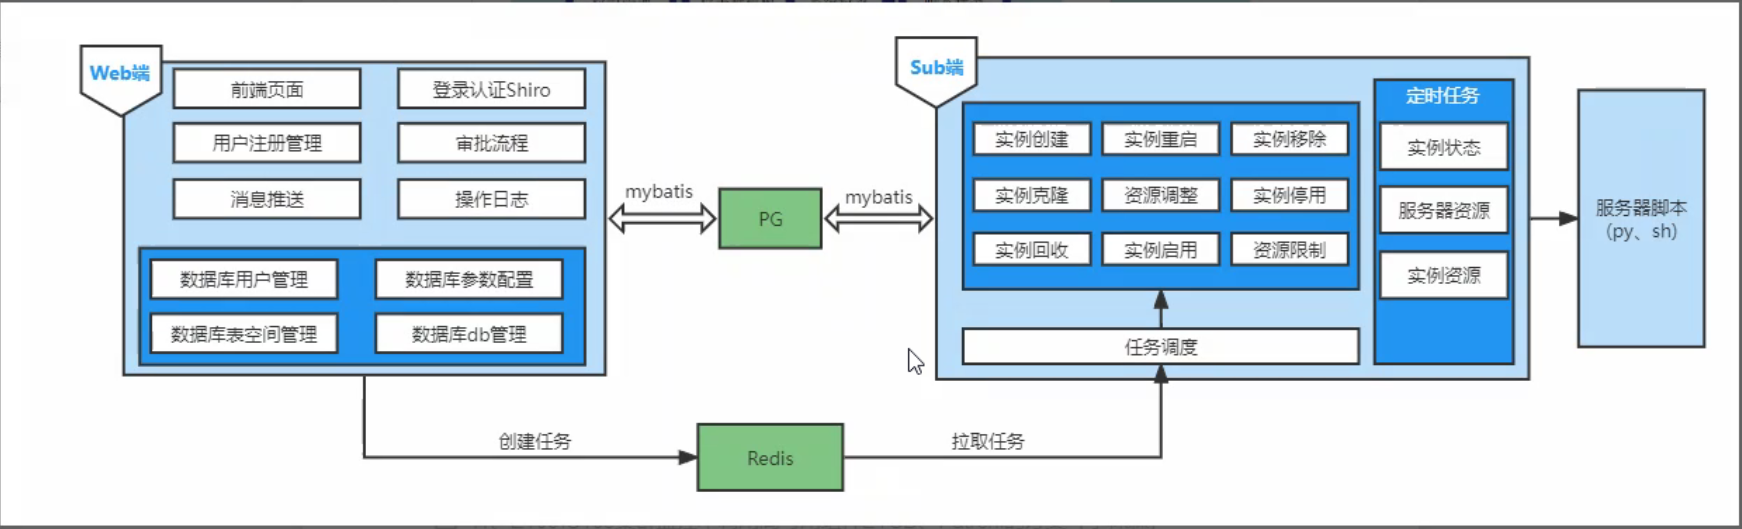 Web端
前端页面
登录认证Shiro
用户注册管理
审批流程
消息推送
操作日志
数据库用户管理
数据库参数配置
数据库表空间管理
数据库db管理
mybatis
PG
mybatis
Sub端
实例创建
实例重启
实例移除
实例克隆
资源调整
实例停用
实例回收
实例启用
资源限制
任务调度
定时任务
实例状态
服务器资源
实例资源
服务器脚本
(py、sh)
创建任务
Redis
拉取任务